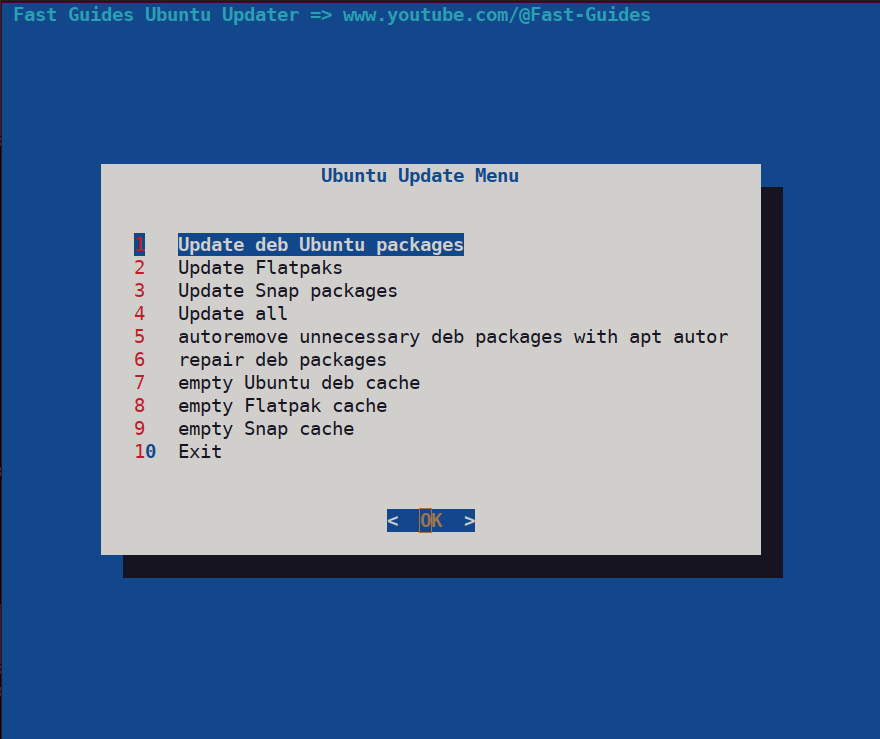 Fast Guides Ubuntu Updater => www.youtube.com/@Fast-Guides
Ubuntu Update Menu
1 Update deb Ubuntu packages
2 Update Flatpaks
3 Update Snap packages
4 Update all
5 autoremove unnecessary deb packages with apt autor
6 repair deb packages
7 empty Ubuntu deb cache
8 empty Flatpak cache
9 empty Snap cache
10 Exit
< OK >